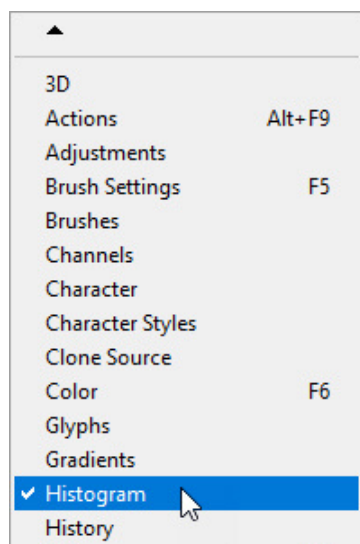 3D
Actions Alt+F9
Adjustments
Brush Settings F5
Brushes
Channels
Character
Character Styles
Clone Source
Color F6
Glyphs
Gradients
Histogram
History